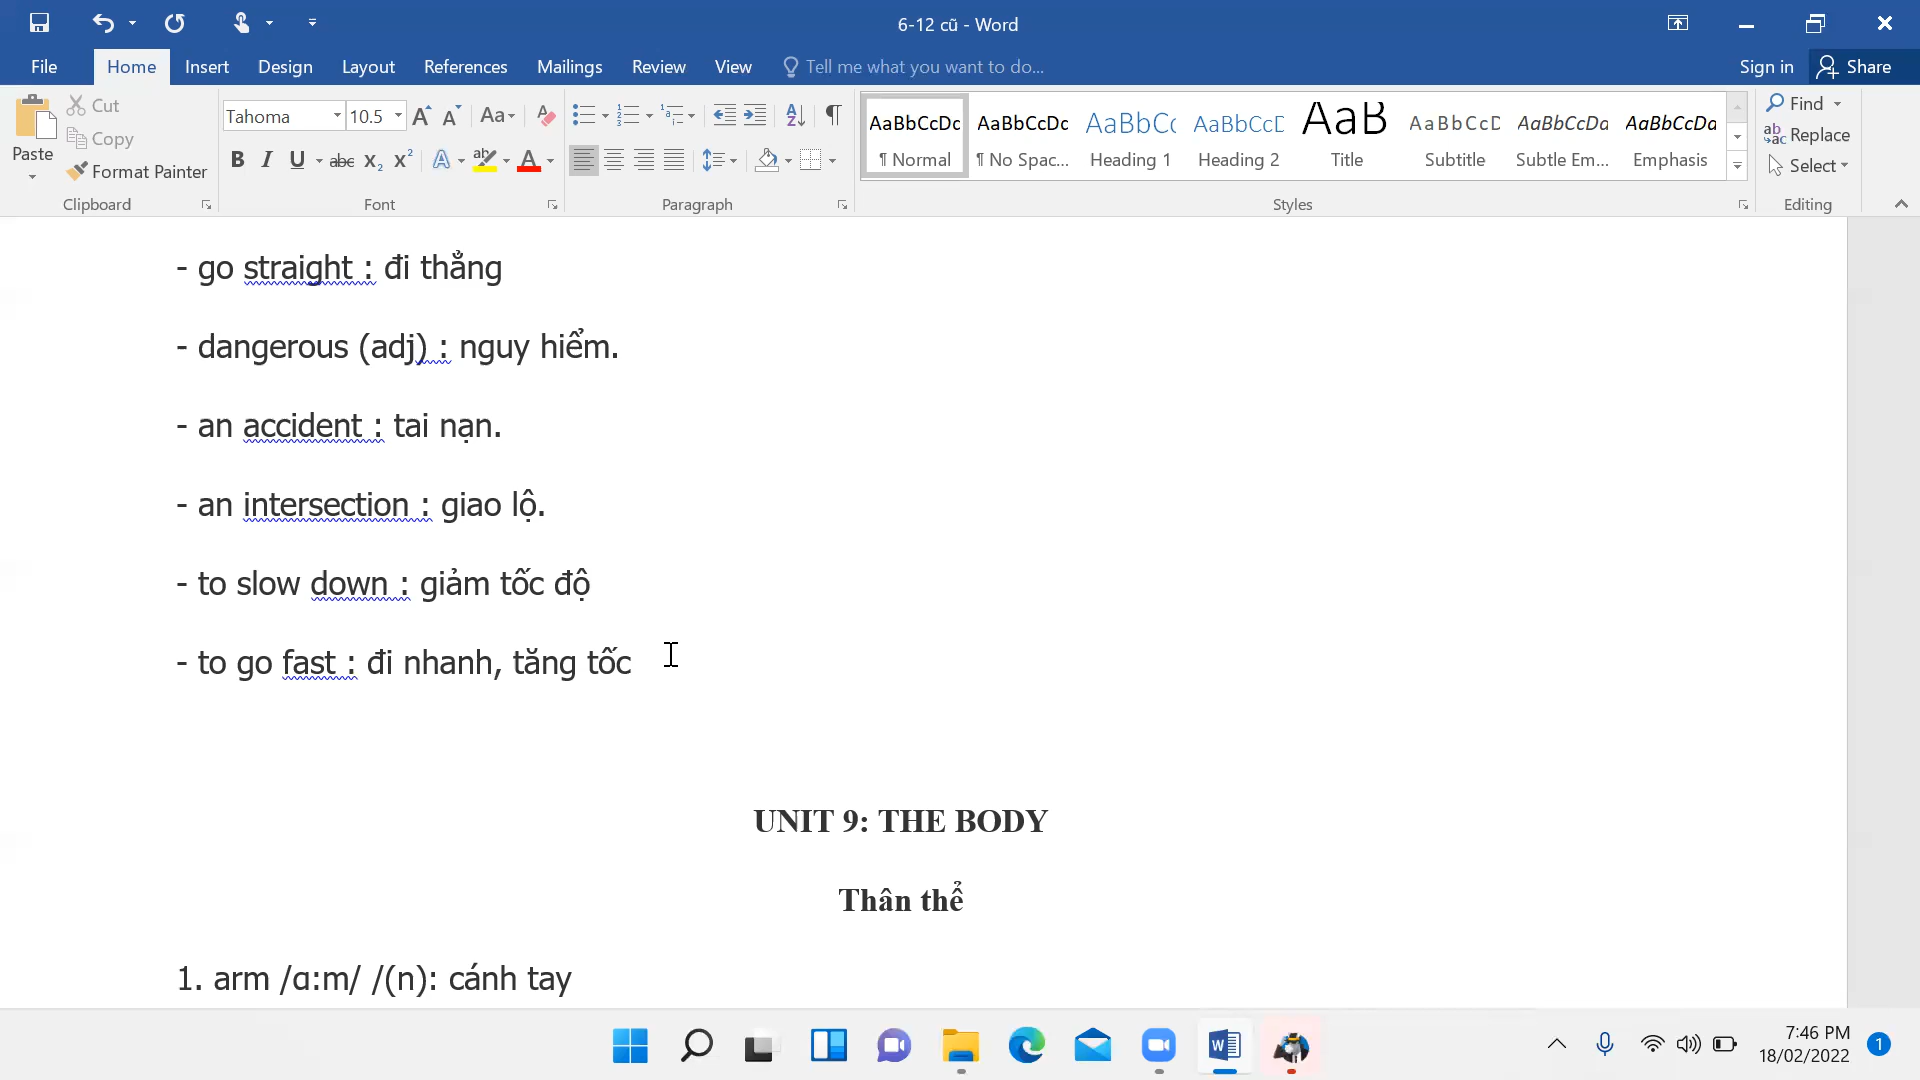 6-12 cũ - Word
File Home Insert Design Layout References Mailings Review View Tell me what you want to do... Sign in Share
Paste Cut Copy Format Painter
Clipboard
Tahoma 10.5
Font
Paragraph
AaBbCcDc AaBbCcDc AaBbCc AaBbCcD AaB AaBbCcD AaBbCcDd AaBbCcDd
¶ Normal ¶ No Spac... Heading 1 Heading 2 Title Subtitle Subtle Em... Emphasis
Styles
Find
Replace
Select
Editing
- go straight : đi thẳng
- dangerous (adj) : nguy hiểm.
- an accident : tai nạn.
- an intersection : giao lộ.
- to slow down : giảm tốc độ
- to go fast : đi nhanh, tăng tốc
UNIT 9: THE BODY
Thân thể
1. arm /ɑ:m/ /(n): cánh tay
7:46 PM
18/02/2022
1